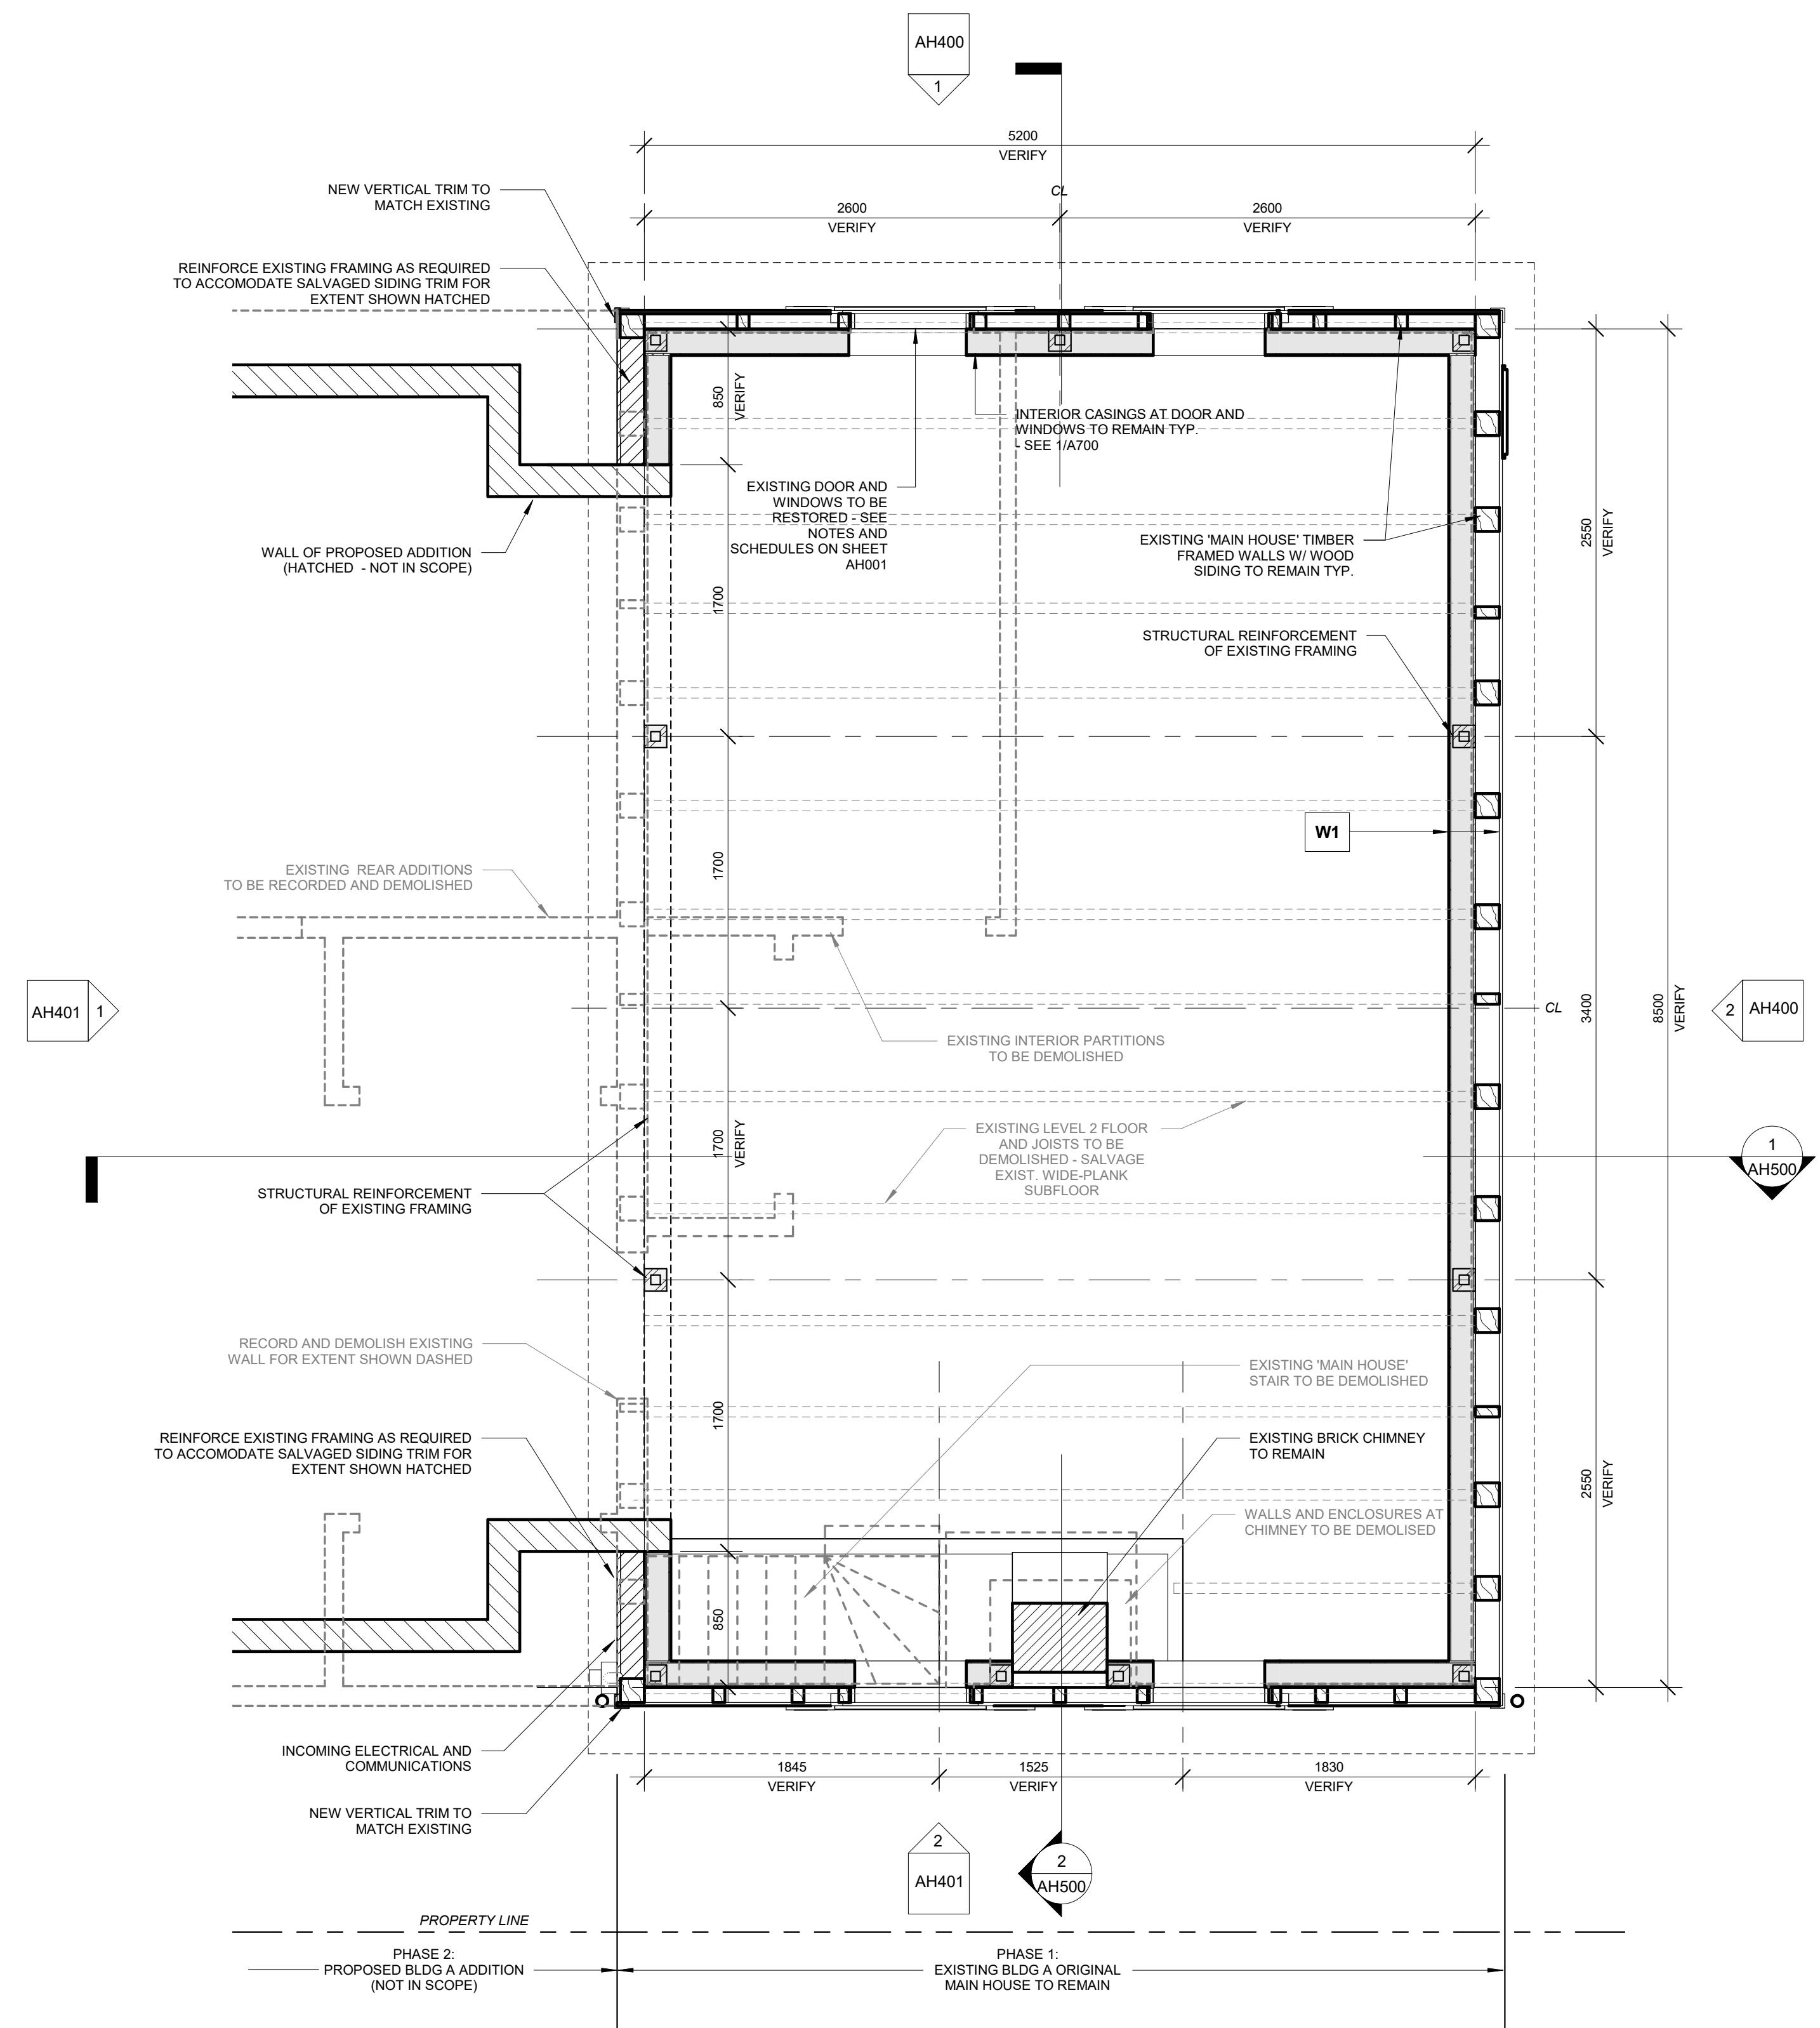 AH400
1
5200
VERIFY
CL
2600
VERIFY
2600
VERIFY
NEW VERTICAL TRIM TO
MATCH EXISTING
REINFORCE EXISTING FRAMING AS REQUIRED
TO ACCOMODATE SALVAGED SIDING TRIM FOR
EXTENT SHOWN HATCHED
850
VERIFY
INTERIOR CASINGS AT DOOR AND
WINDOWS TO REMAIN TYP.
- SEE 1/A700
EXISTING DOOR AND
WINDOWS TO BE
RESTORED - SEE
NOTES AND
SCHEDULES ON SHEET
AH001
WALL OF PROPOSED ADDITION
(HATCHED - NOT IN SCOPE)
EXISTING 'MAIN HOUSE' TIMBER
FRAMED WALLS W/ WOOD
SIDING TO REMAIN TYP.
2550
VERIFY
1700
STRUCTURAL REINFORCEMENT
OF EXISTING FRAMING
W1
1700
EXISTING REAR ADDITIONS
TO BE RECORDED AND DEMOLISHED
AH401
1
CL
3400
8500
VERIFY
2
AH400
EXISTING INTERIOR PARTITIONS
TO BE DEMOLISHED
1700
VERIFY
EXISTING LEVEL 2 FLOOR
AND JOISTS TO BE
DEMOLISHED - SALVAGE
EXIST. WIDE-PLANK
SUBFLOOR
1
AH500
STRUCTURAL REINFORCEMENT
OF EXISTING FRAMING
RECORD AND DEMOLISH EXISTING
WALL FOR EXTENT SHOWN DASHED
EXISTING 'MAIN HOUSE'
STAIR TO BE DEMOLISHED
1700
REINFORCE EXISTING FRAMING AS REQUIRED
TO ACCOMODATE SALVAGED SIDING TRIM FOR
EXTENT SHOWN HATCHED
EXISTING BRICK CHIMNEY
TO REMAIN
2550
VERIFY
WALLS AND ENCLOSURES AT
CHIMNEY TO BE DEMOLISED
850
INCOMING ELECTRICAL AND
COMMUNICATIONS
1845
VERIFY
1525
VERIFY
1830
VERIFY
NEW VERTICAL TRIM TO
MATCH EXISTING
2
AH401
2
AH500
PROPERTY LINE
PHASE 2:
PROPOSED BLDG A ADDITION
(NOT IN SCOPE)
PHASE 1:
EXISTING BLDG A ORIGINAL
MAIN HOUSE TO REMAIN